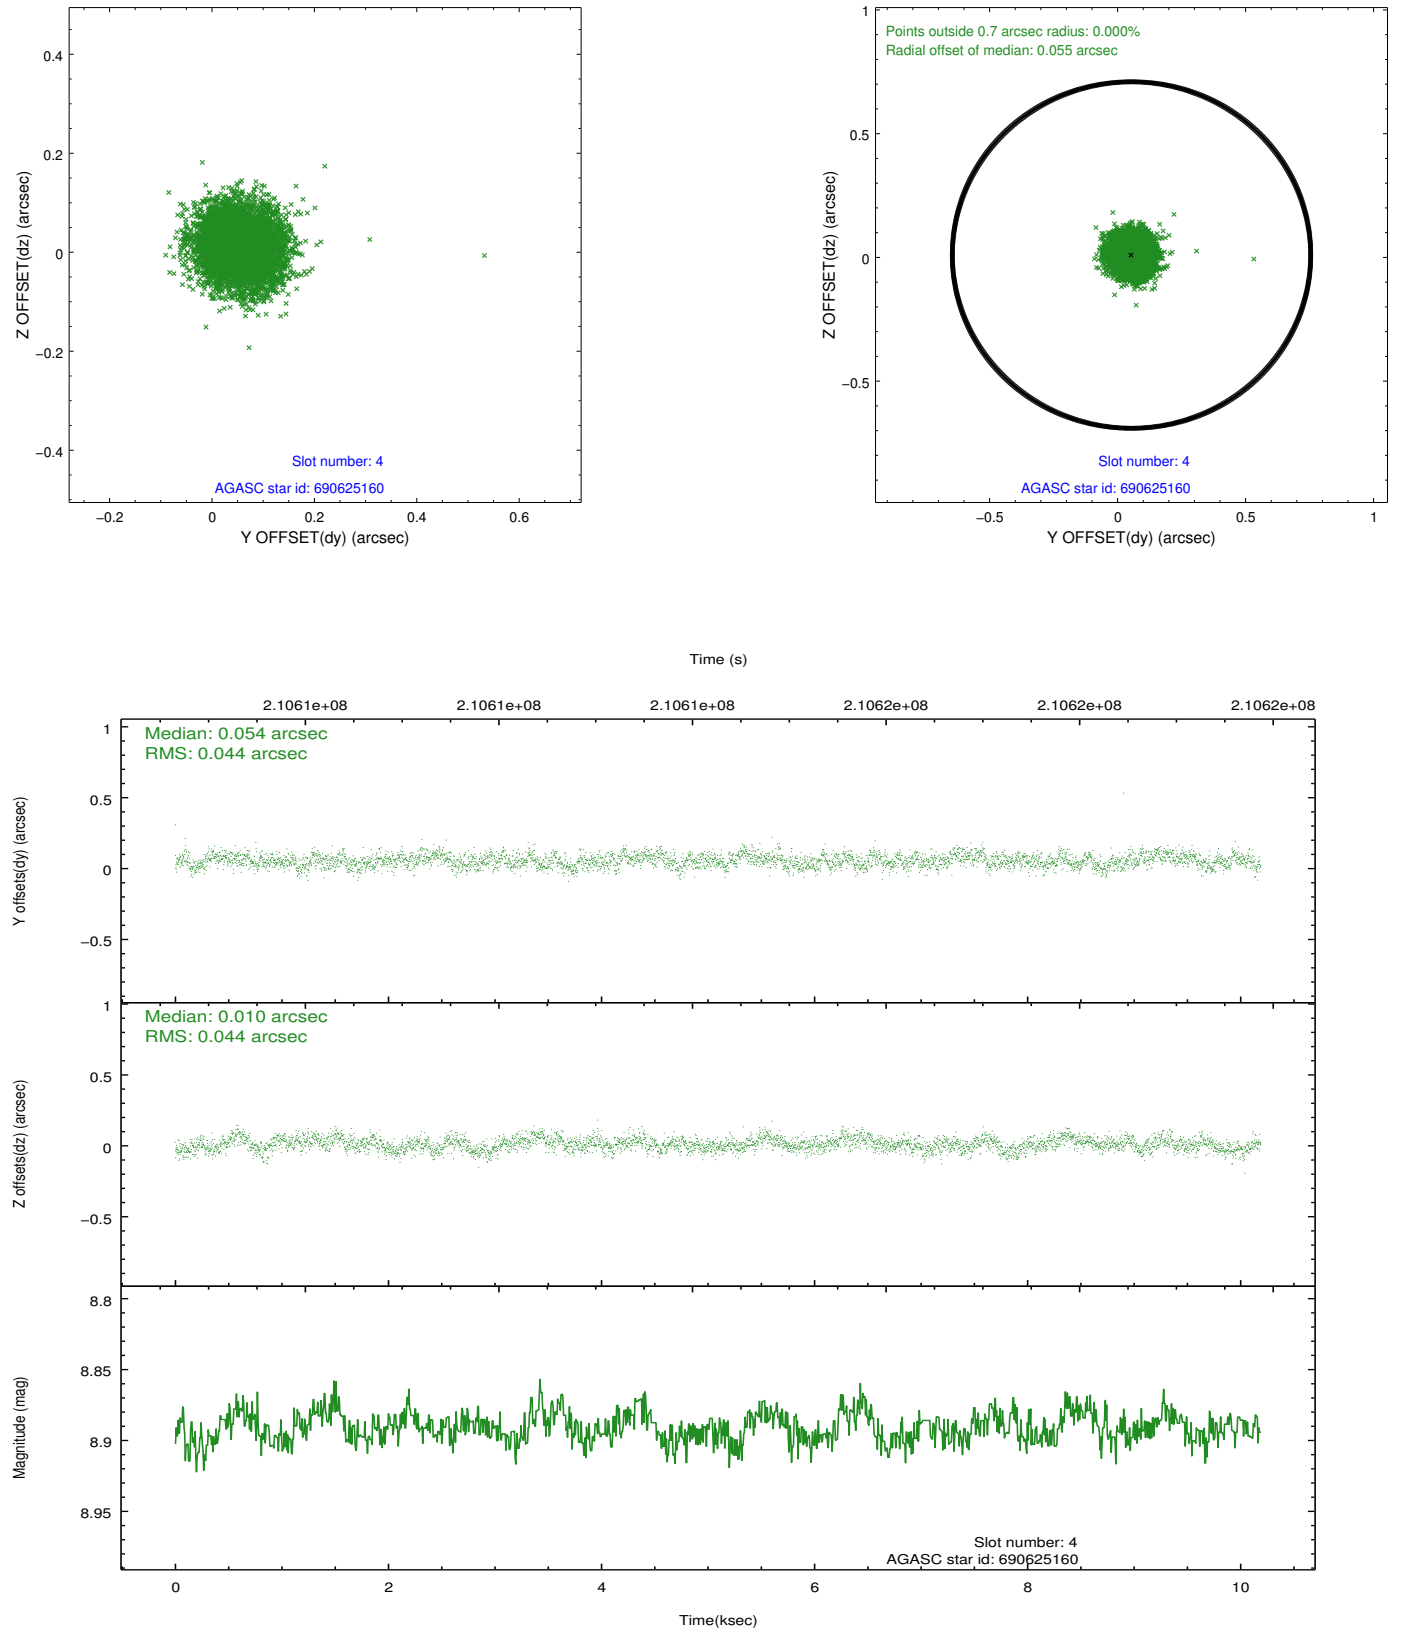 0.4
0.2
0
−0.2
−0.4
Z OFFSET(dz) (arcsec)
Slot number: 4
AGASC star id: 690625160
−0.2 0 0.2 0.4 0.6
Y OFFSET(dy) (arcsec)
Points outside 0.7 arcsec radius: 0.000%
Radial offset of median: 0.055 arcsec
1
0.5
0
−0.5
Z OFFSET(dz) (arcsec)
Slot number: 4
AGASC star id: 690625160
−0.5 0 0.5 1
Y OFFSET(dy) (arcsec)
Time (s)
2.1061e+08 2.1061e+08 2.1061e+08 2.1062e+08 2.1062e+08 2.1062e+08
Median: 0.054 arcsec
RMS: 0.044 arcsec
1
0.5
0
−0.5
Y offsets(dy) (arcsec)
Median: 0.010 arcsec
RMS: 0.044 arcsec
1
0.5
0
−0.5
Z offsets(dz) (arcsec)
8.8
8.85
8.9
8.95
Magnitude (mag)
Slot number: 4
AGASC star id: 690625160
0 2 4 6 8 10
Time(ksec)